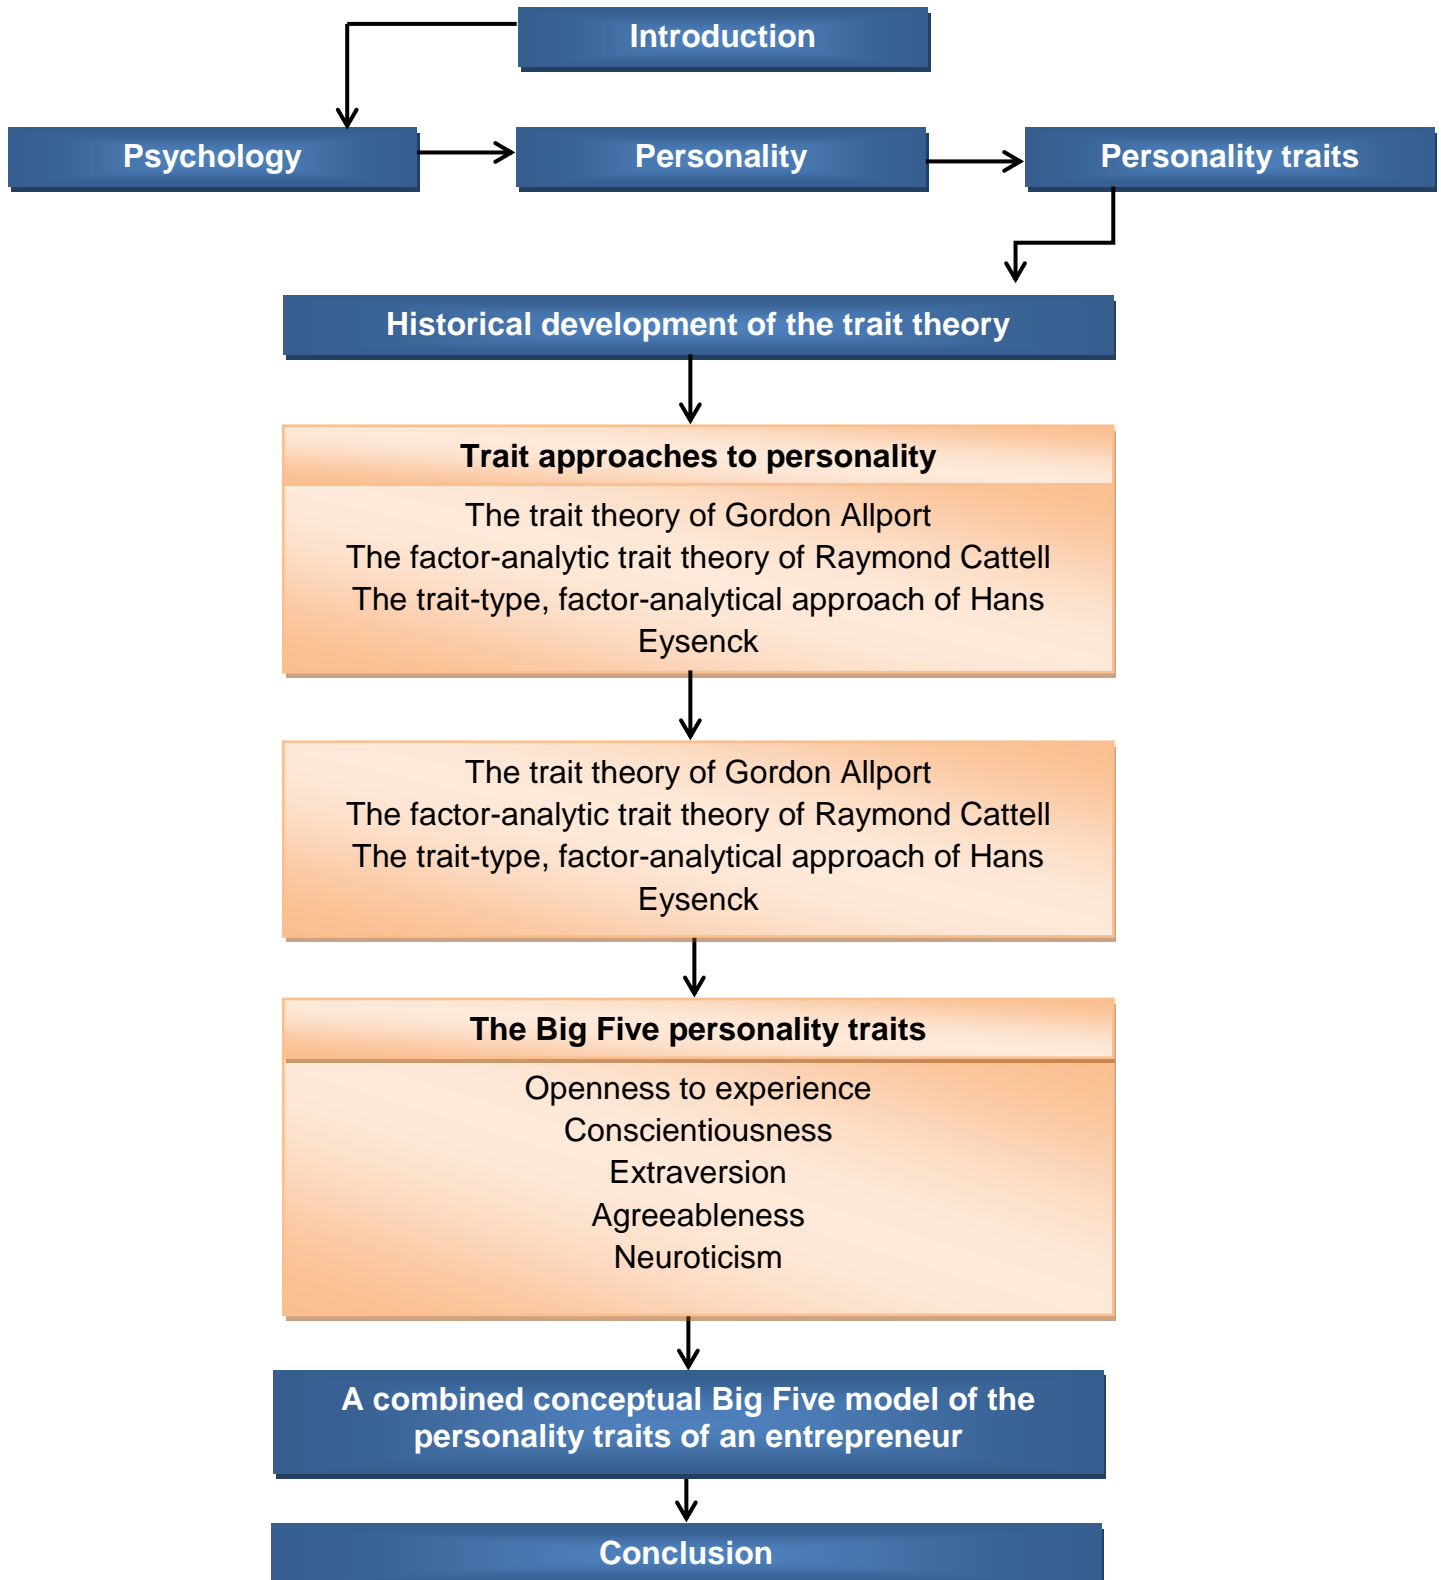 Introduction
Psychology
Personality
Personality traits
Historical development of the trait theory
Trait approaches to personality
The trait theory of Gordon Allport
The factor-analytic trait theory of Raymond Cattell
The trait-type, factor-analytical approach of Hans
Eysenck
The trait theory of Gordon Allport
The factor-analytic trait theory of Raymond Cattell
The trait-type, factor-analytical approach of Hans
Eysenck
The Big Five personality traits
Openness to experience
Conscientiousness
Extraversion
Agreeableness
Neuroticism
A combined conceptual Big Five model of the
personality traits of an entrepreneur
Conclusion